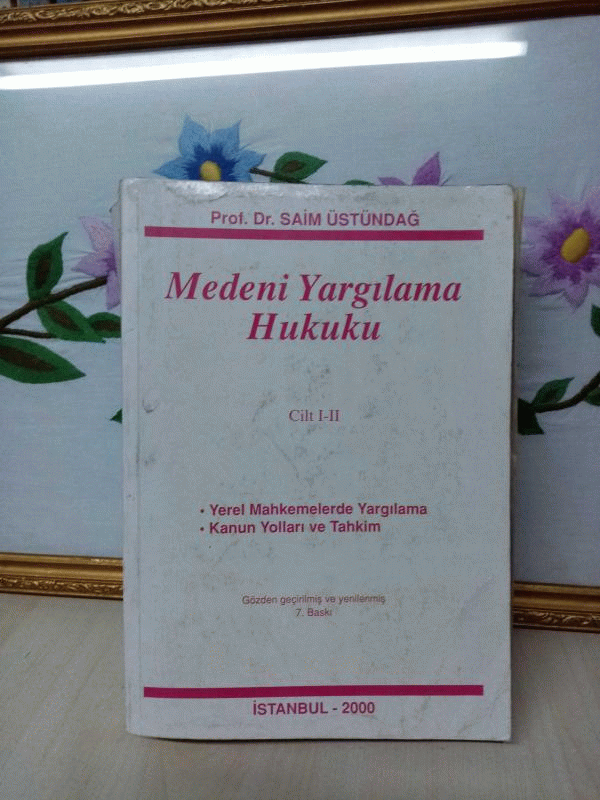 Prof. Dr. SAİM ÜSTÜNDAĞ
Medeni Yargılama
Hukuku
Cilt I-II
• Yerel Mahkemelerde Yargılama
• Kanun Yolları ve Tahkim
Gözden geçirilmiş ve yenilenmiş
7. Baskı
İSTANBUL - 2000